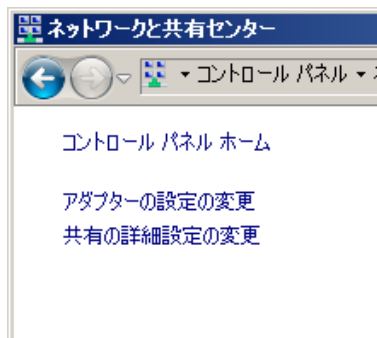 ネットワークと共有センター
コントロール パネル
コントロール パネル ホーム
アダプターの設定の変更
共有の詳細設定の変更